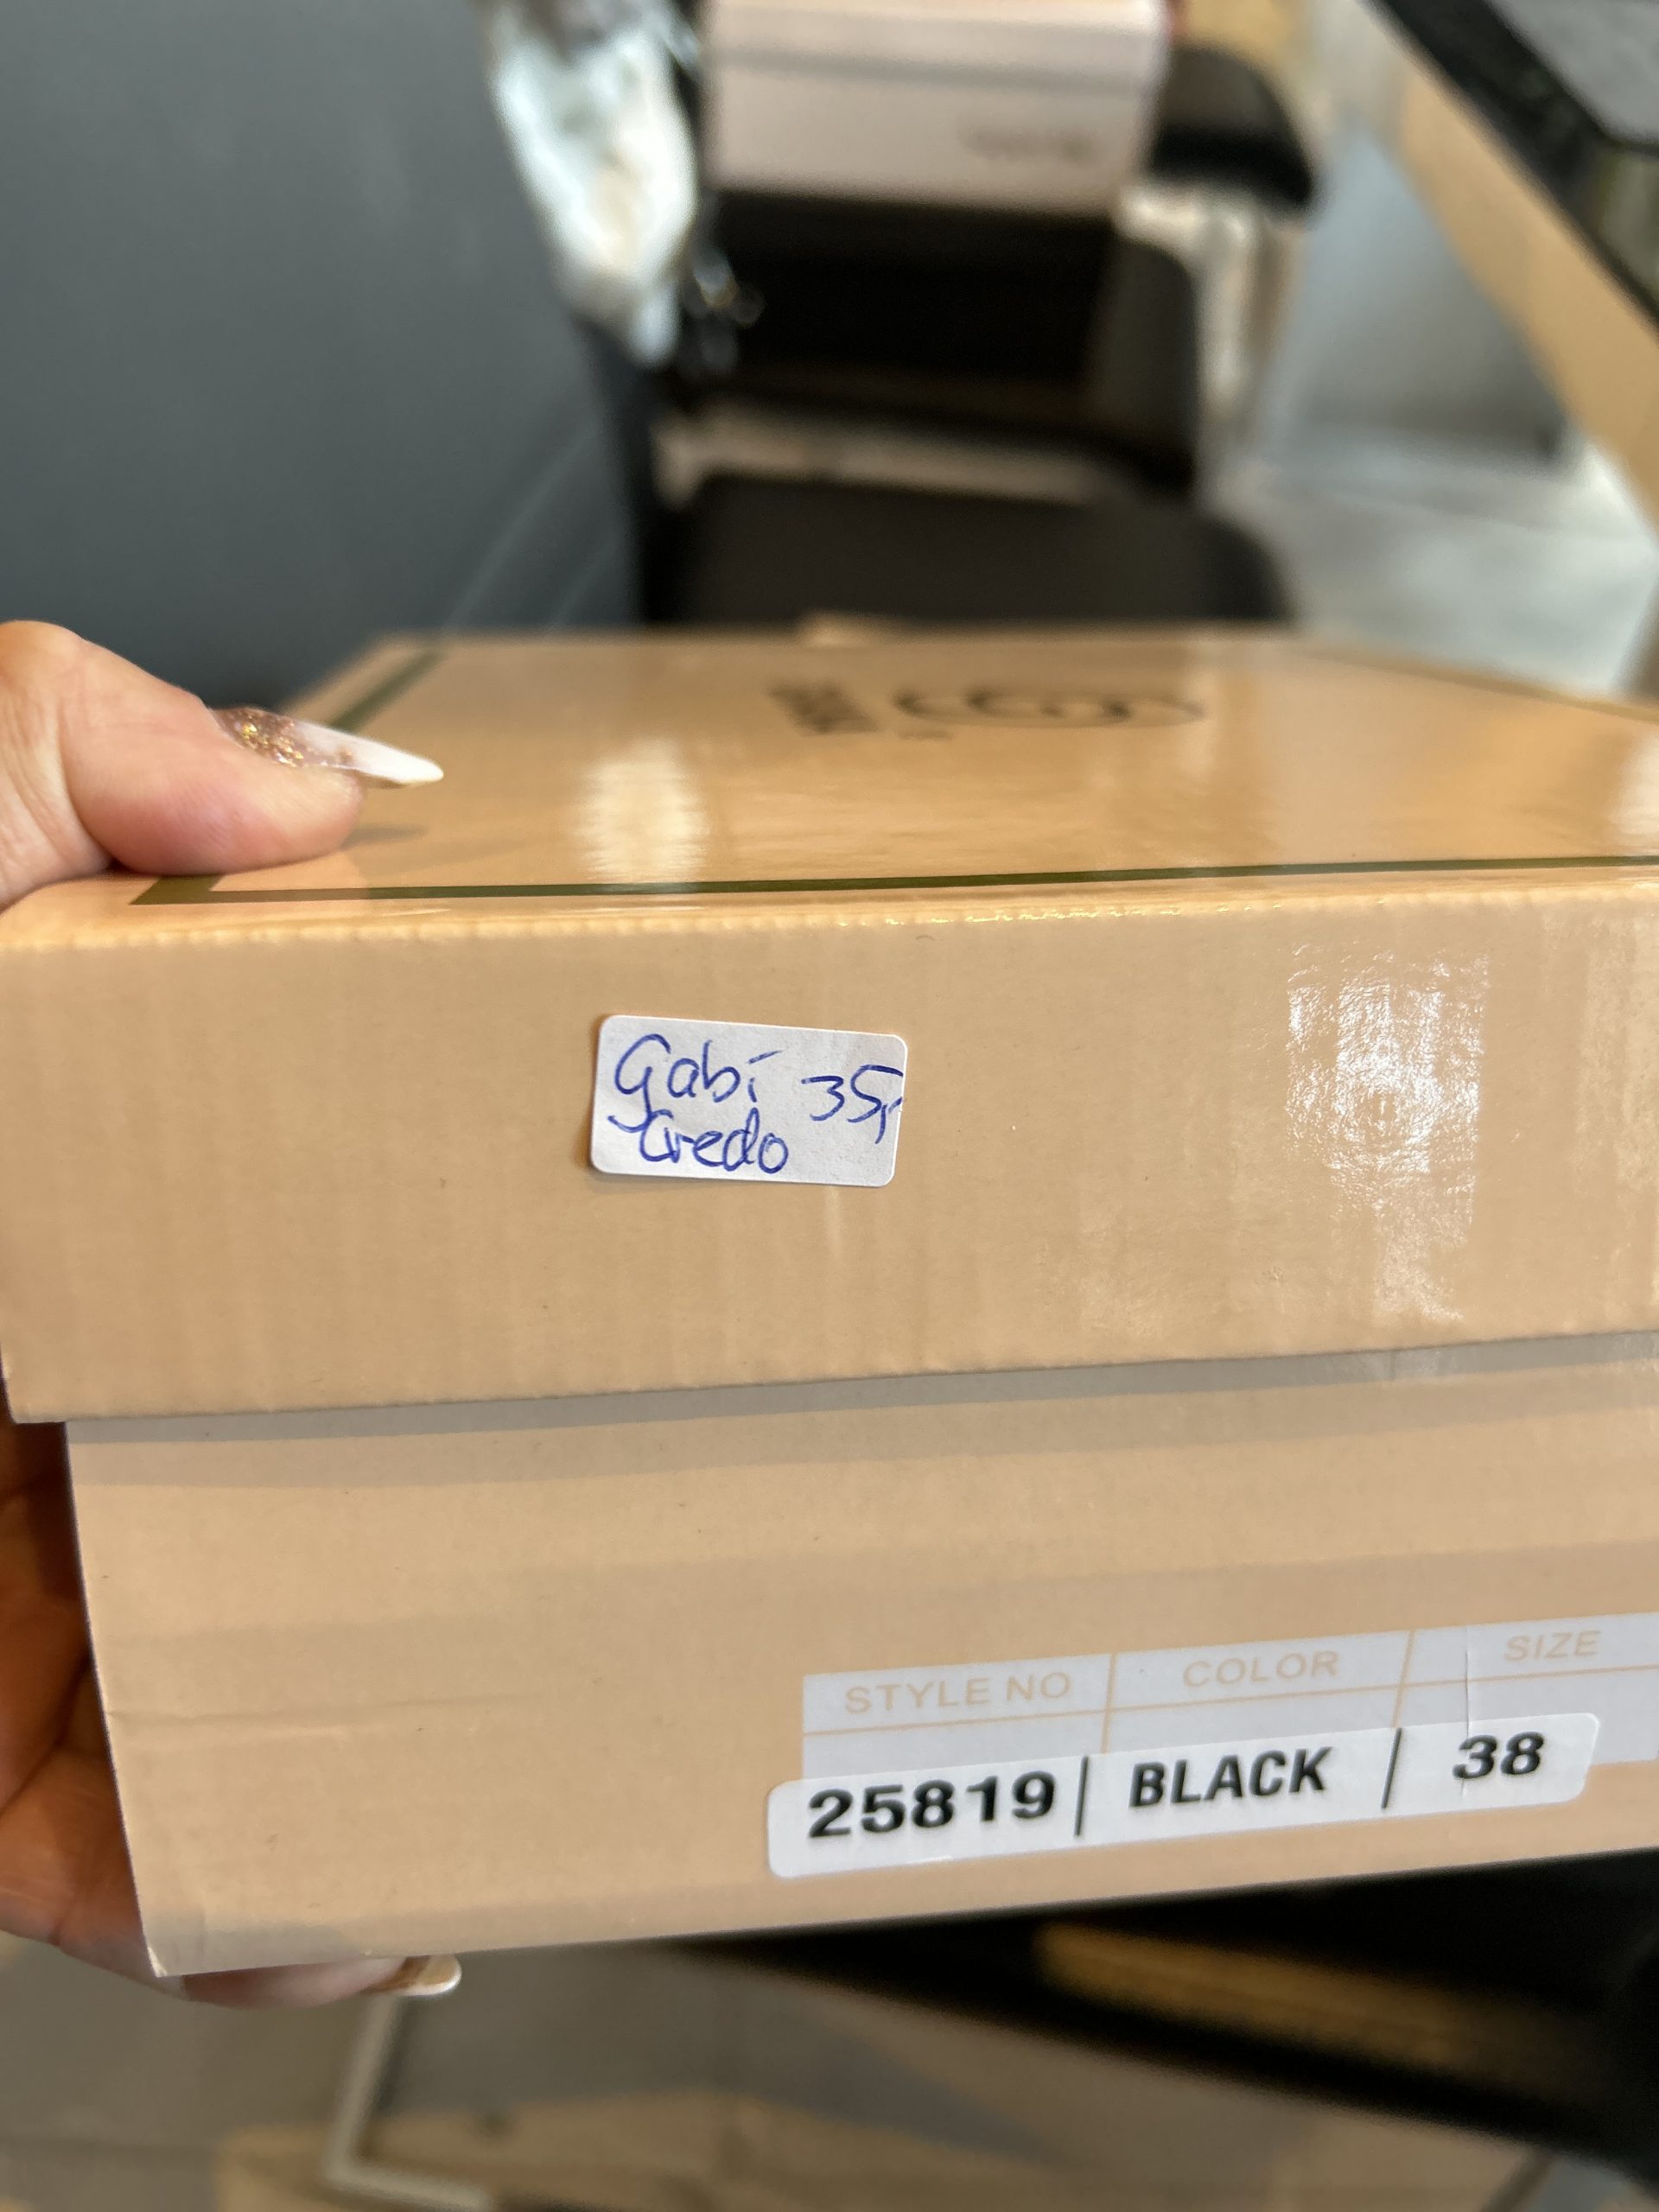 Gabi 35,-
Credo
STYLE NO COLOR SIZE
25819 | BLACK / 38